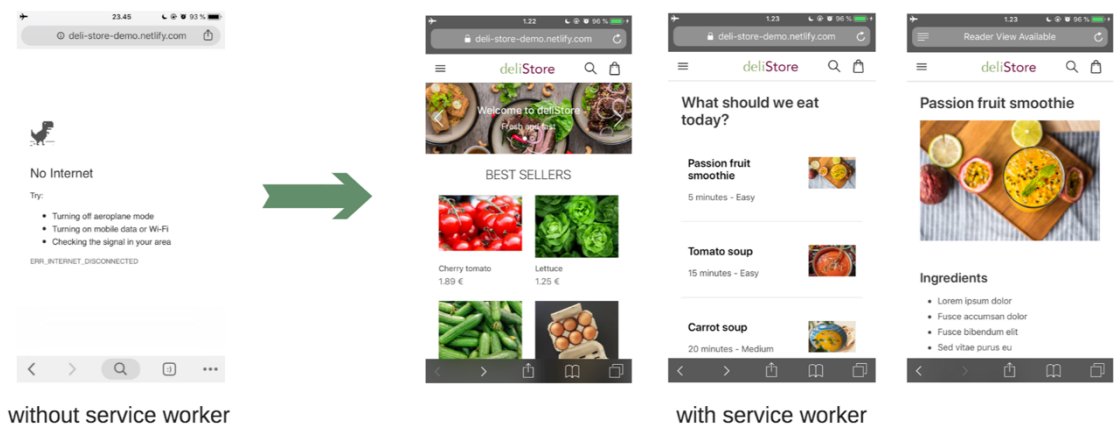 23.45
93 %
deli-store-demo.netlify.com
No Internet
Try:
Turning off aeroplane mode
Turning on mobile data or Wi-Fi
Checking the signal in your area
ERR_INTERNET_DISCONNECTED
:)
without service worker
1.22
96 %
deli-store-demo.netlify.com
deliStore
Welcome to deliStore
Fresh and fast
BEST SELLERS
Cherry tomato
1.89 €
Lettuce
1.25 €
1.23
96 %
deli-store-demo.netlify.com
deliStore
What should we eat
today?
Passion fruit
smoothie
5 minutes - Easy
Tomato soup
15 minutes - Easy
Carrot soup
20 minutes - Medium
1.23
96 %
Reader View Available
deliStore
Passion fruit smoothie
Ingredients
Lorem ipsum dolor
Fusce accumsan dolor
Fusce bibendum elit
Sed vitae purus eu
with service worker